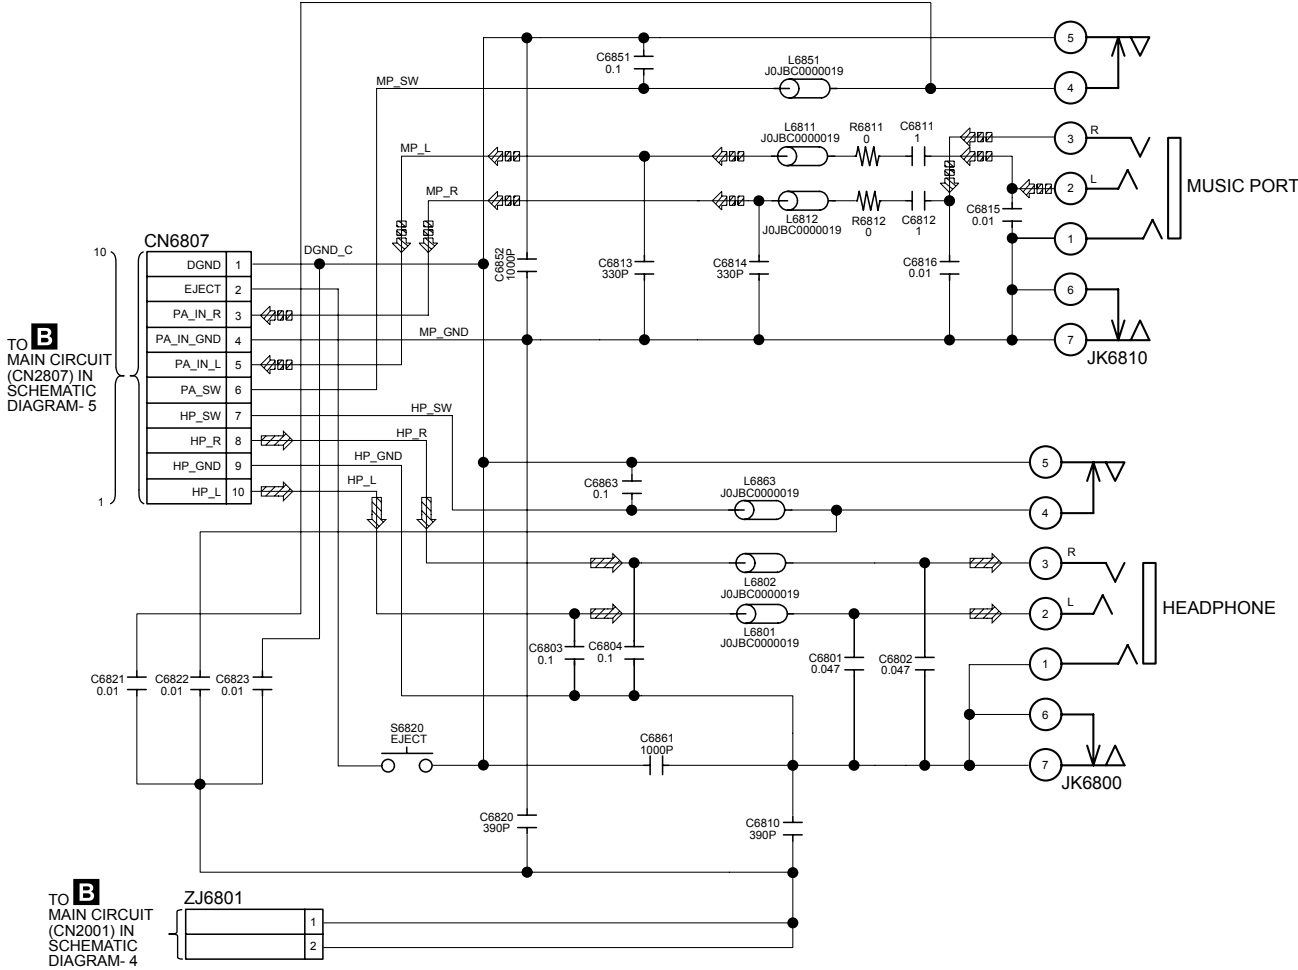 5
C6851
0.1
L6851
J0JBC0000019
MP_SW
4
L6811
J0JBC0000019
R6811
0
C6811
1
3
R
MP_L
2
L
MUSIC PORT
MP_R
L6812
J0JBC0000019
R6812
0
C6812
1
C6815
0.01
1
CN6807
10
DGND_C
C6852
1000P
C6813
330P
C6814
330P
C6816
0.01
DGND 1
EJECT 2
6
PA_IN_R 3
MP_GND
PA_IN_GND 4
7
JK6810
TO B
MAIN CIRCUIT
(CN2807) IN
SCHEMATIC
DIAGRAM- 5
PA_IN_L 5
PA_SW 6
HP_SW 7
HP_SW
HP_R 8
HP_R
HP_GND 9
HP_GND
HP_L 10
HP_L
1
5
C6863
0.1
L6863
J0JBC0000019
4
3
R
L6802
J0JBC0000019
2
L
HEADPHONE
L6801
J0JBC0000019
C6803
0.1
C6804
0.1
C6801
0.047
C6802
0.047
1
C6821
0.01
C6822
0.01
C6823
0.01
6
S6820
EJECT
C6861
1000P
7
JK6800
C6820
390P
C6810
390P
TO B
MAIN CIRCUIT
(CN2001) IN
SCHEMATIC
DIAGRAM- 4
ZJ6801
1
2